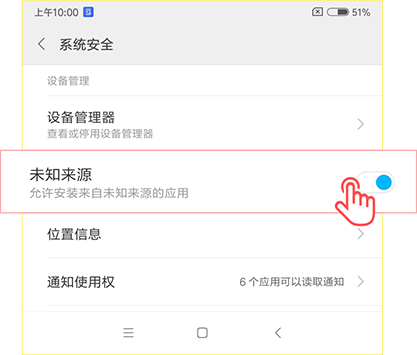 上午10:00 51%
系统安全
设备管理
设备管理器
查看或停用设备管理器
未知来源
允许安装来自未知来源的应用
位置信息
通知使用权 6 个应用可以读取通知